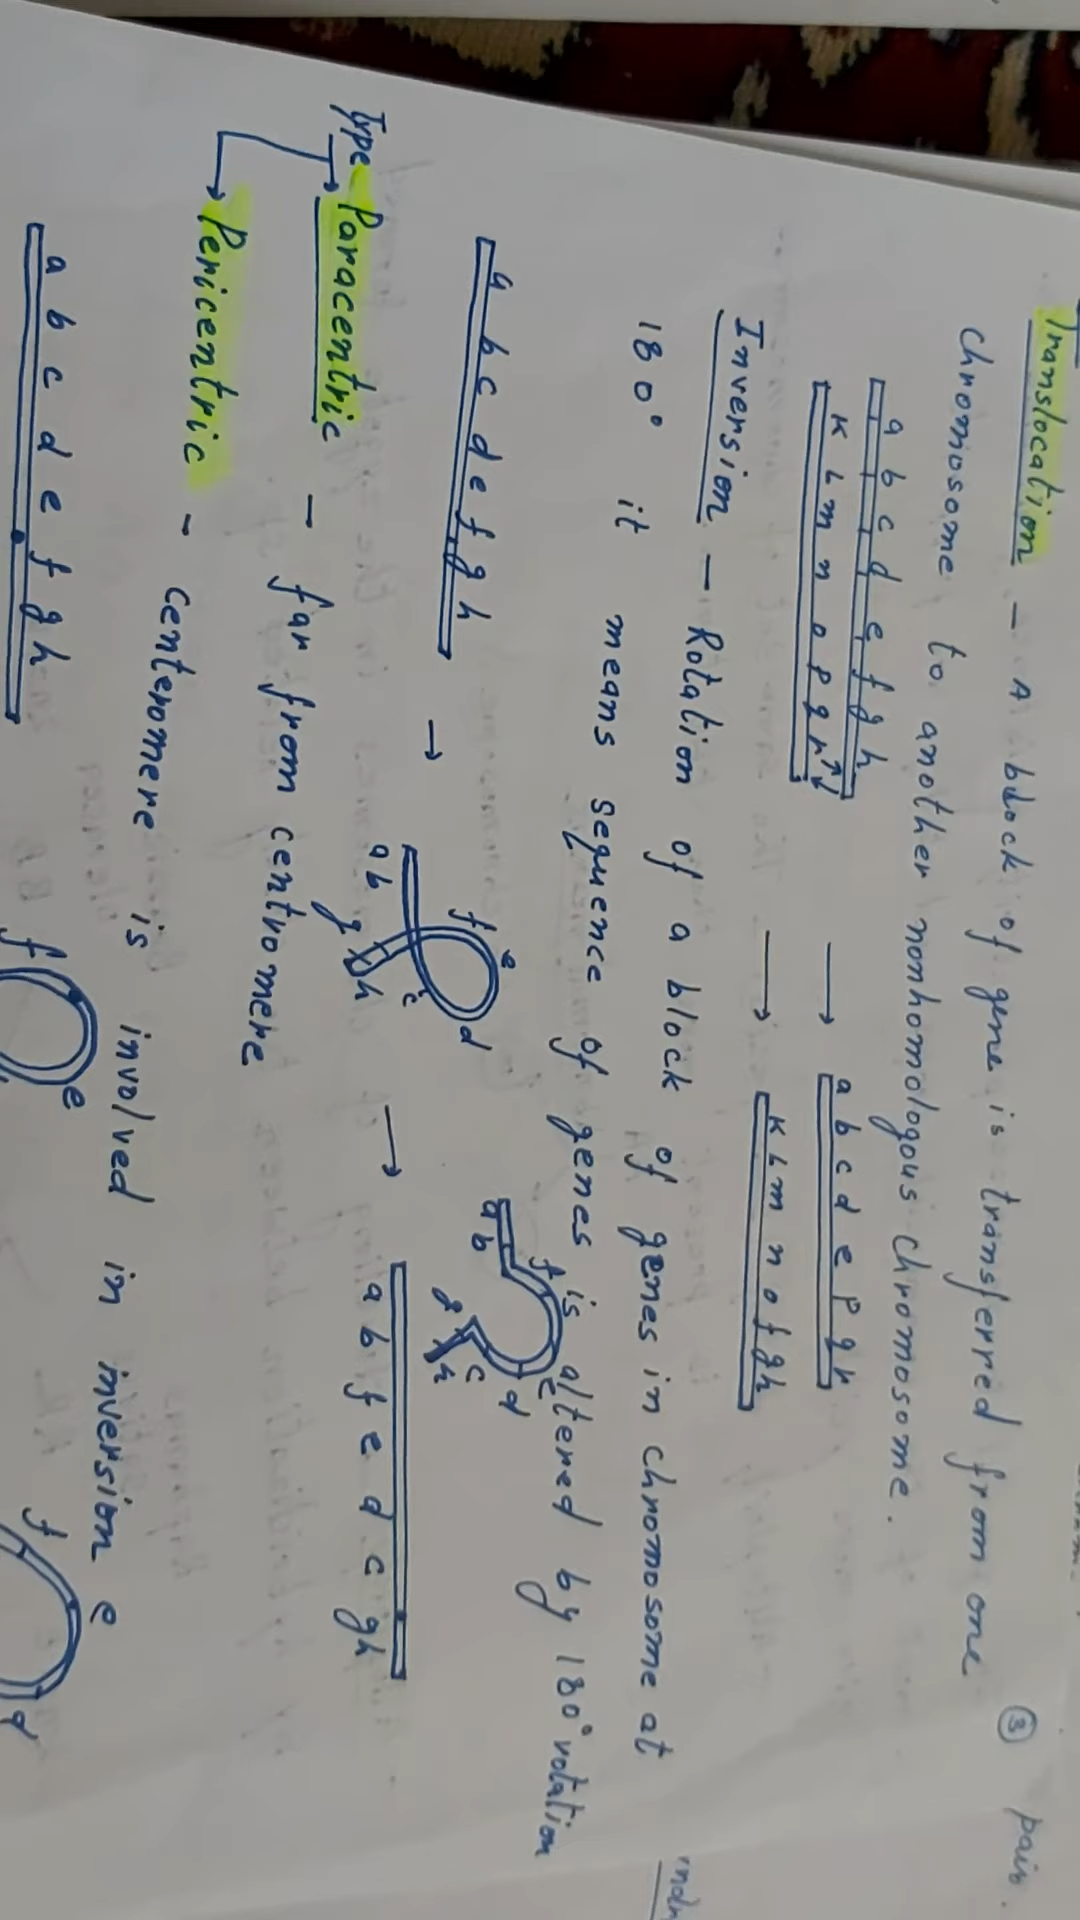 pair.
③
Translocation - A block of gene is transferred from one
chromosome to another nonhomologous chromosome.
a b c d e f g h → a b c d e p q r
K L m n o p q r → K L m n o f g h
Inversion - Rotation of a block of genes in chromosome at
180° it means sequence of genes is altered by 180° rotation
a b c d e f g h →
a b c d e f g h →
a b c d e f g h
a b f e d c g h
Type → Paracentric - far from centromere
→ Pericentric - centeromere is involved in inversion
a b c d e f g h
f e
f e d